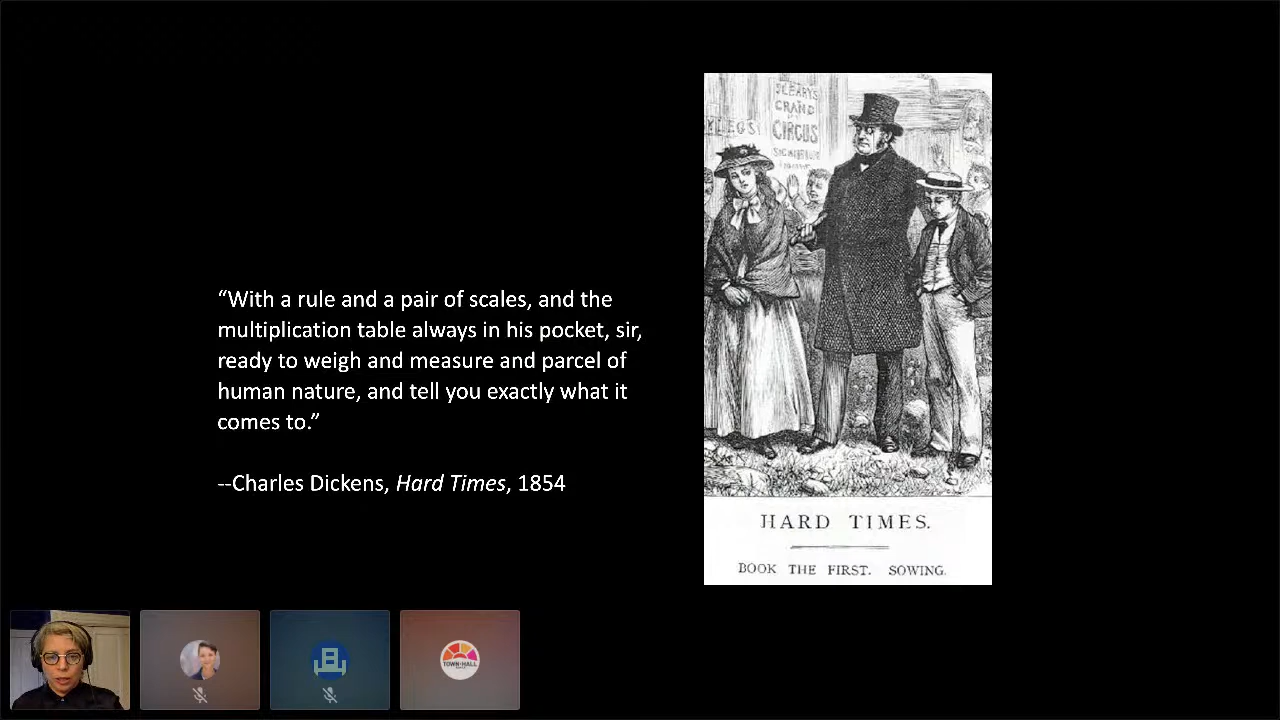 “With a rule and a pair of scales, and the
multiplication table always in his pocket, sir,
ready to weigh and measure and parcel of
human nature, and tell you exactly what it
comes to.”
--Charles Dickens, Hard Times, 1854
GRAND
CIRCUS
HARD TIMES.
BOOK THE FIRST. SOWING.
TOWN HALL